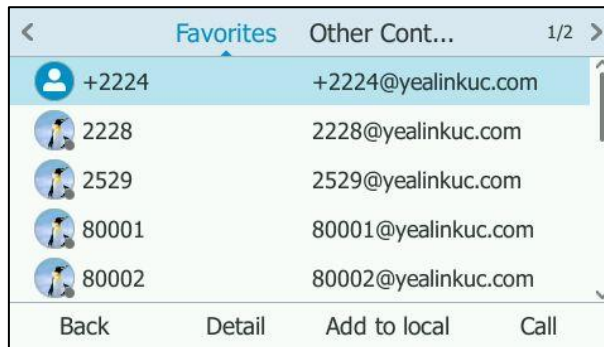 < Favorites Other Cont... 1/2 >
+2224 +2224@yealinkuc.com
2228 2228@yealinkuc.com
2529 2529@yealinkuc.com
80001 80001@yealinkuc.com
80002 80002@yealinkuc.com
Back Detail Add to local Call